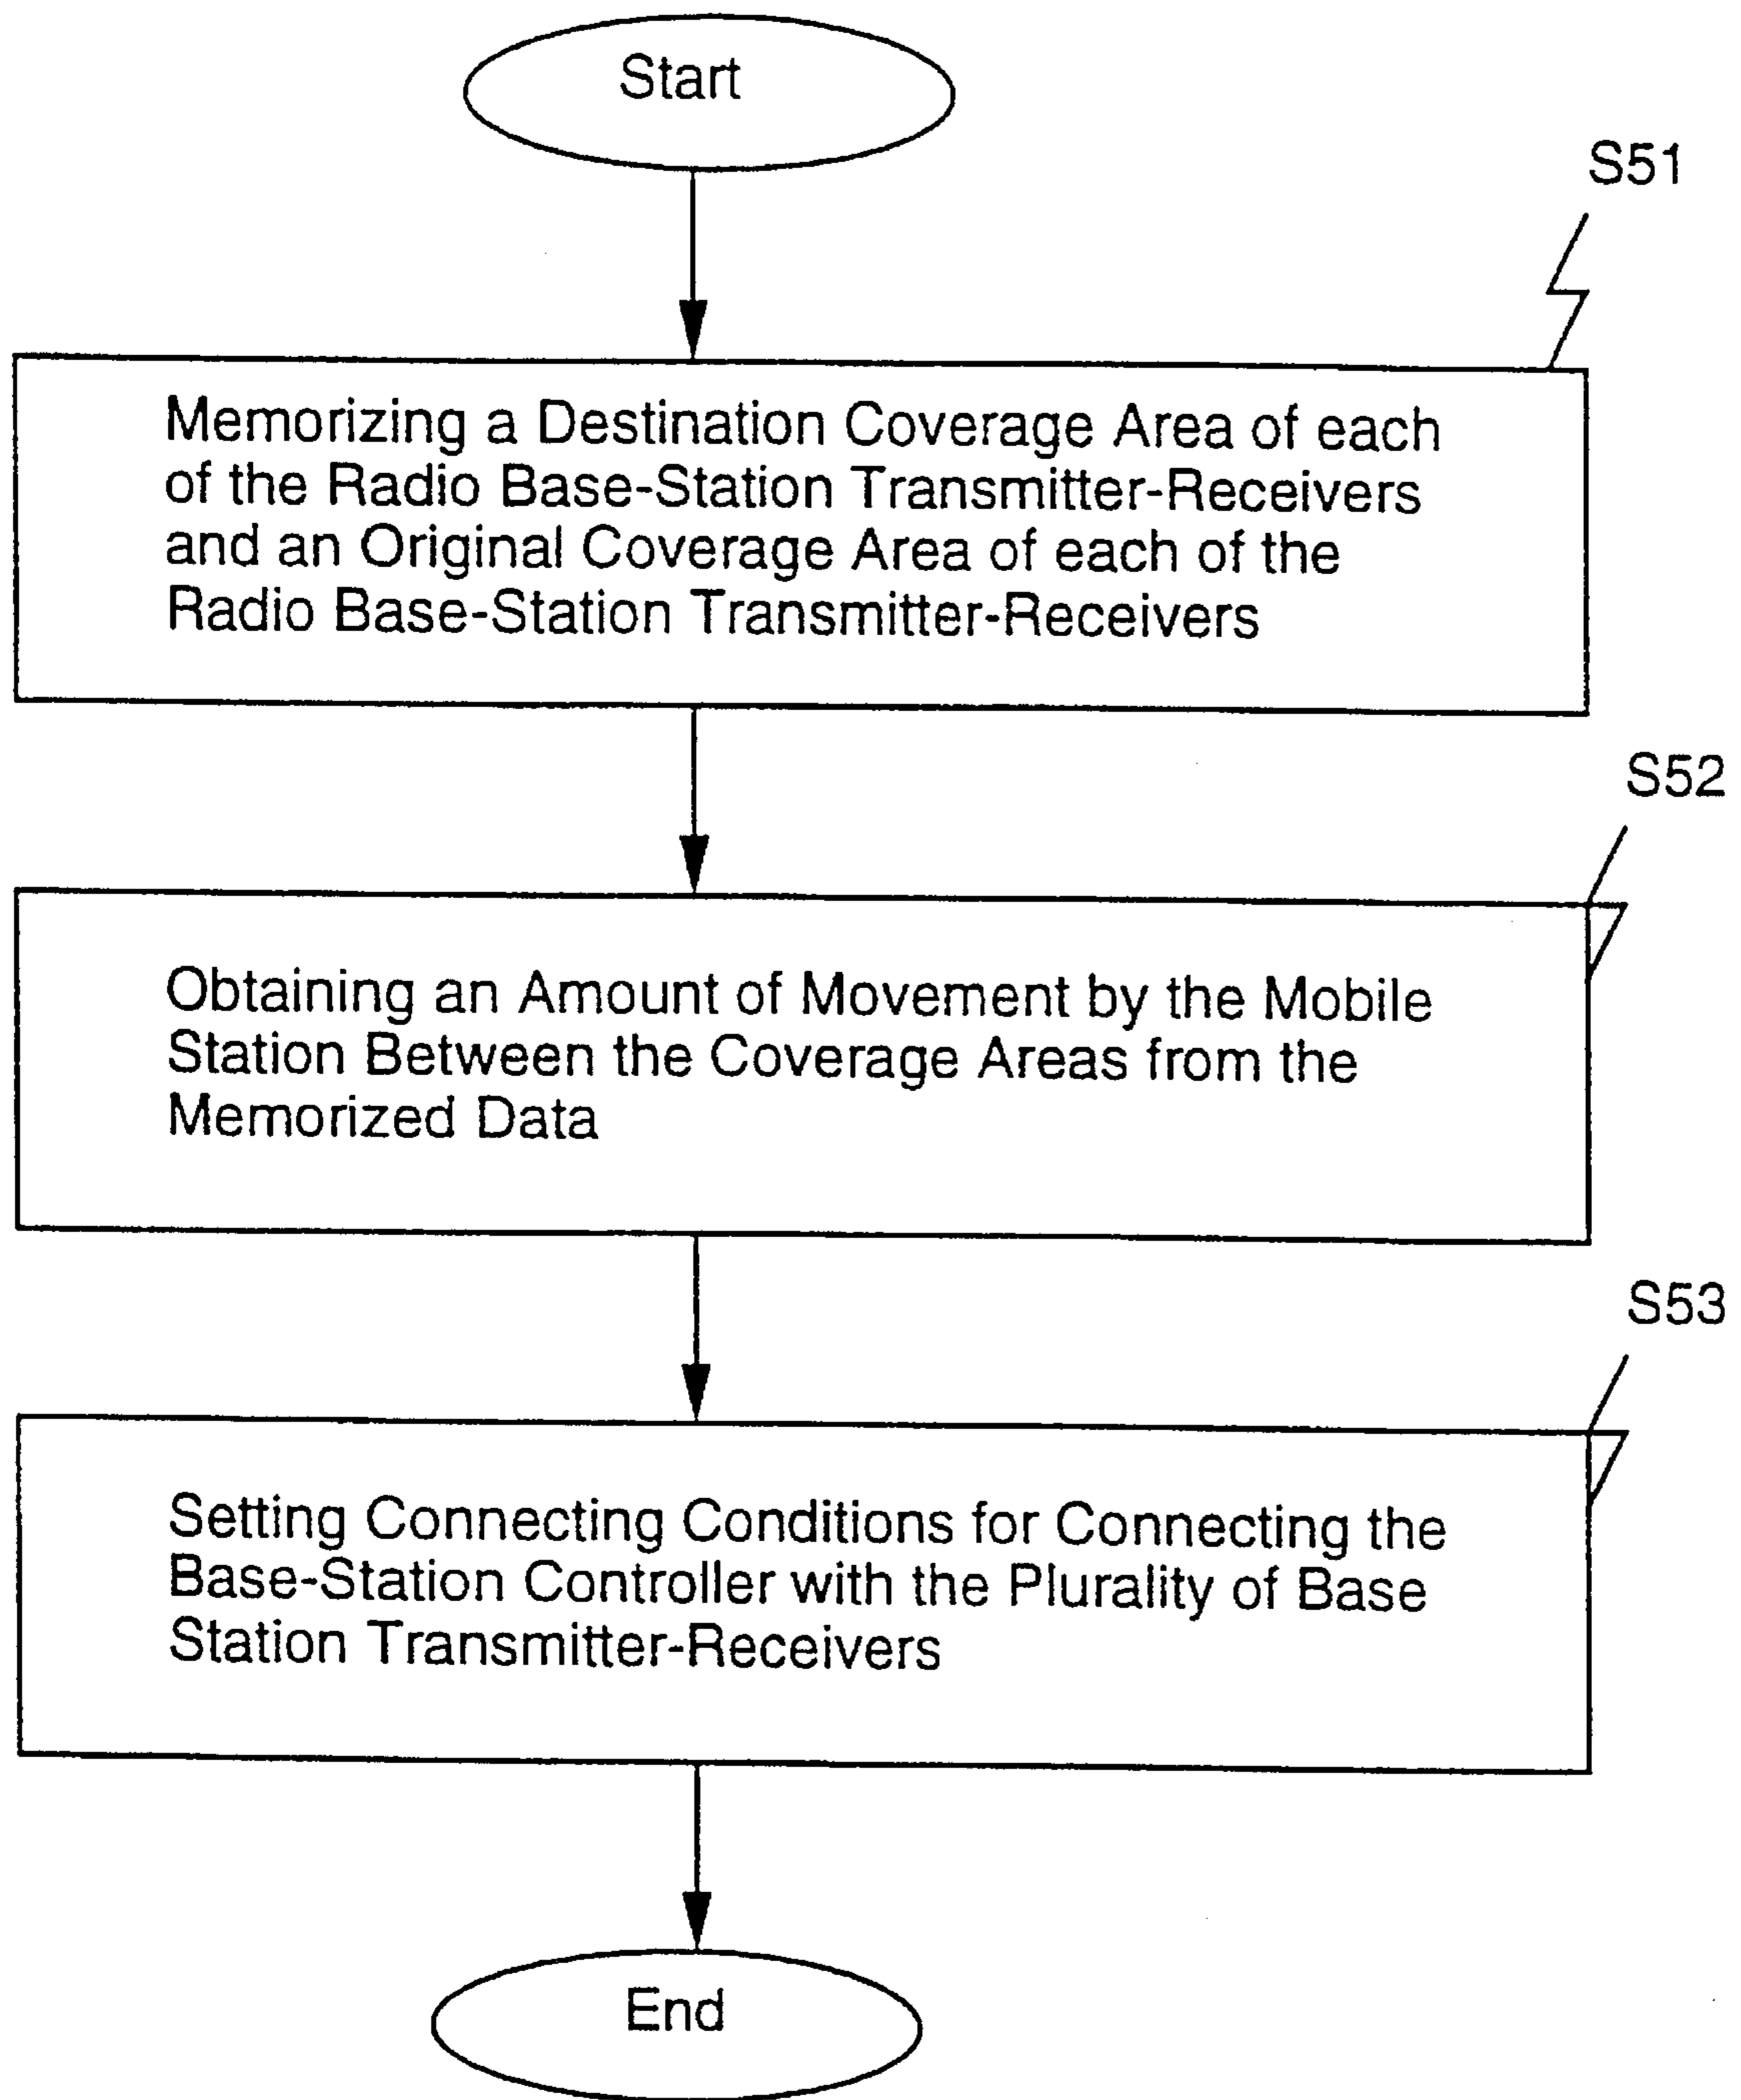 Start
S51
Memorizing a Destination Coverage Area of each
of the Radio Base-Station Transmitter-Receivers
and an Original Coverage Area of each of the
Radio Base-Station Transmitter-Receivers
S52
Obtaining an Amount of Movement by the Mobile
Station Between the Coverage Areas from the
Memorized Data
S53
Setting Connecting Conditions for Connecting the
Base-Station Controller with the Plurality of Base
Station Transmitter-Receivers
End